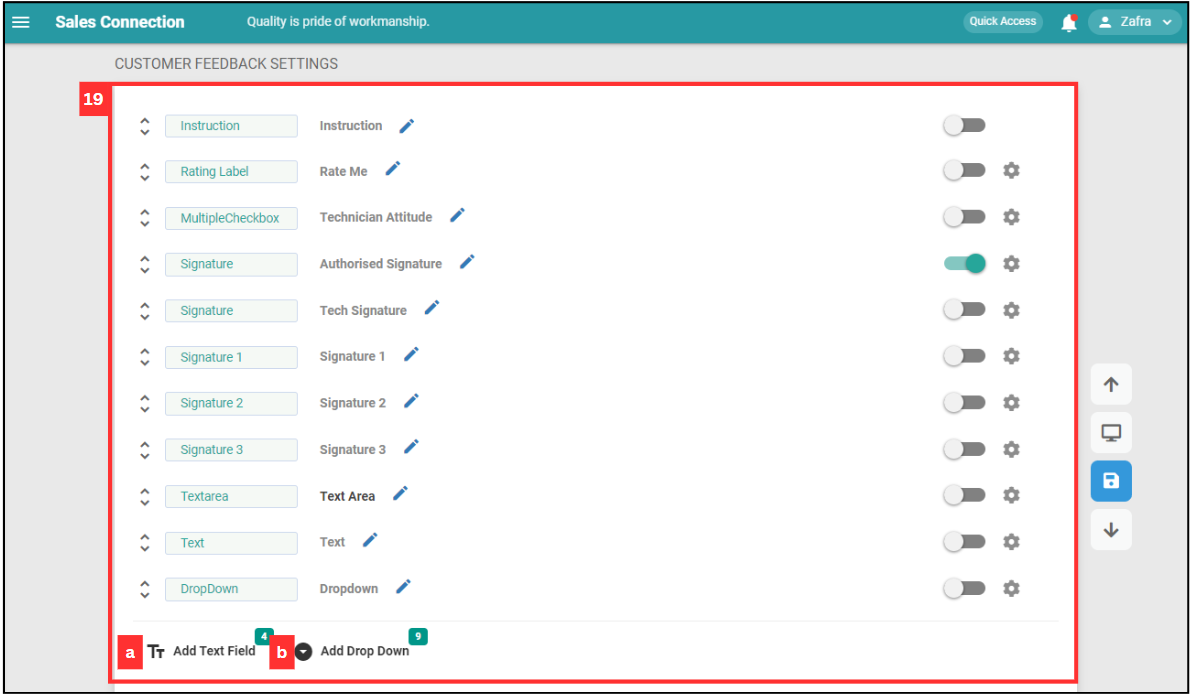 Sales Connection Quality is pride of workmanship. Quick Access Zafra
CUSTOMER FEEDBACK SETTINGS
19
Instruction Instruction
Rating Label Rate Me
MultipleCheckbox Technician Attitude
Signature Authorised Signature
Signature Tech Signature
Signature 1 Signature 1
Signature 2 Signature 2
Signature 3 Signature 3
Textarea Text Area
Text Text
DropDown Dropdown
a Tт Add Text Field 4 b Add Drop Down 9